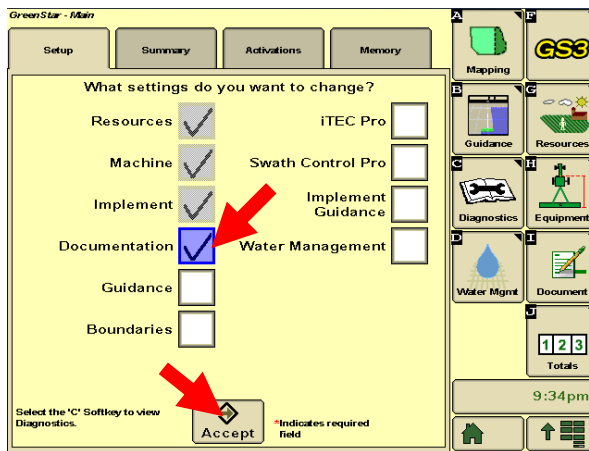 GreenStar - Main
Setup
Summary
Activations
Memory
What settings do you want to change?
Resources
iTEC Pro
Machine
Swath Control Pro
Implement
Implement
Guidance
Documentation
Water Management
Guidance
Boundaries
Select the 'C' Softkey to view
Diagnostics.
Accept
*Indicates required
field
A
Mapping
F
GS3
B
Guidance
G
Resources
C
Diagnostics
H
Equipment
D
Water Mgmt
I
Document
J
1 2 3
Totals
9:34pm